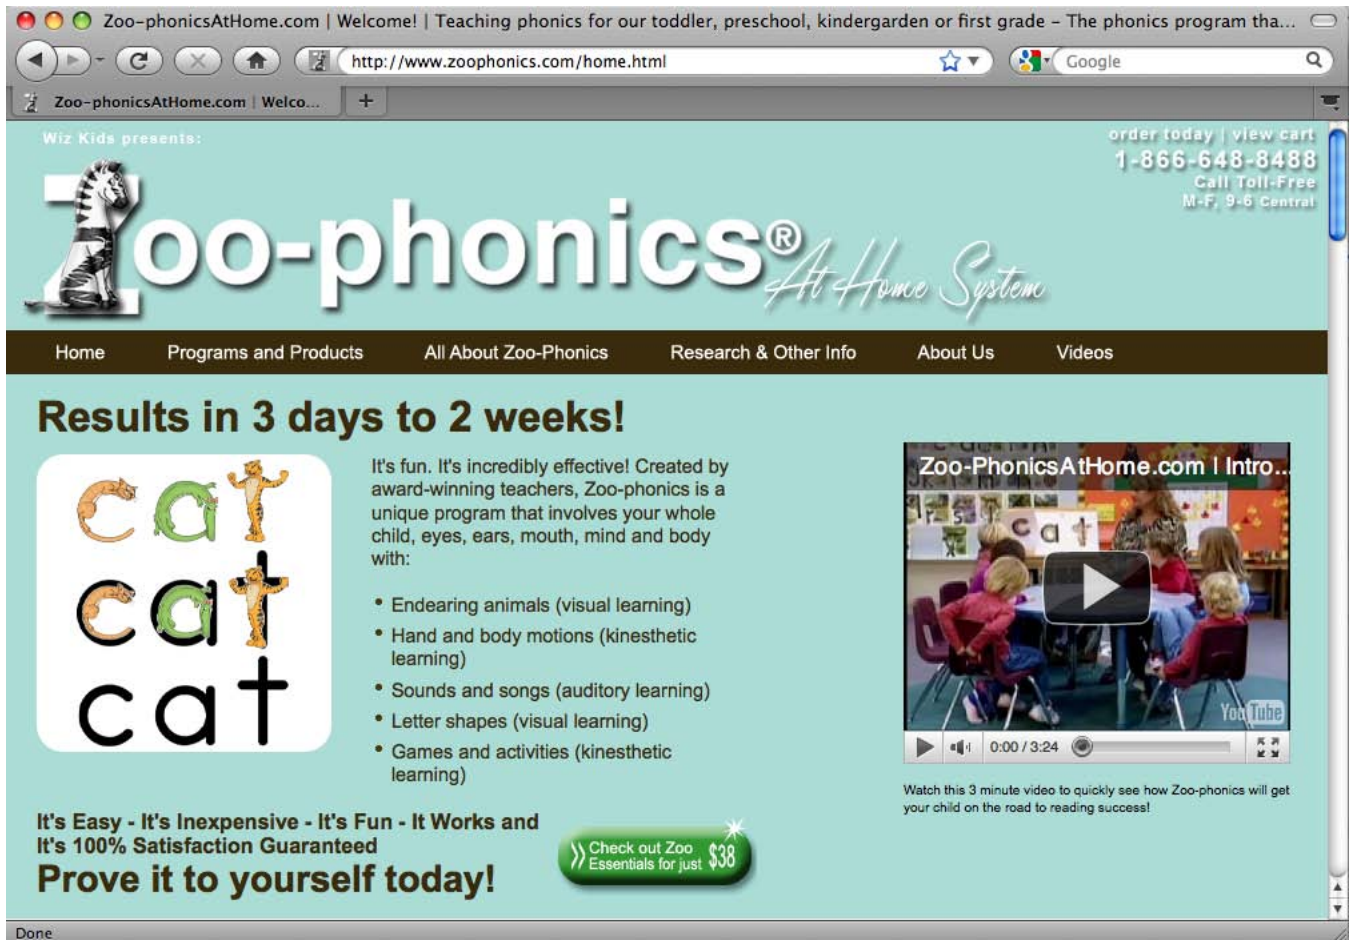 Zoo-phonicsAtHome.com | Welcome! | Teaching phonics for our toddler, preschool, kindergarden or first grade – The phonics program tha...
http://www.zoophonics.com/home.html
Google
Zoo-phonicsAtHome.com | Welco...
Wiz Kids presents:
order today | view cart
1-866-648-8488
Call Toll-Free
M-F, 9-6 Central
Zoo-phonics®
At Home System
Home Programs and Products All About Zoo-Phonics Research & Other Info About Us Videos
Results in 3 days to 2 weeks!
cat
cat
cat
It's fun. It's incredibly effective! Created by
award-winning teachers, Zoo-phonics is a
unique program that involves your whole
child, eyes, ears, mouth, mind and body
with:
• Endearing animals (visual learning)
• Hand and body motions (kinesthetic
learning)
• Sounds and songs (auditory learning)
• Letter shapes (visual learning)
• Games and activities (kinesthetic
learning)
Zoo-PhonicsAtHome.com | Intro...
cat
YouTube
0:00 / 3:24
Watch this 3 minute video to quickly see how Zoo-phonics will get
your child on the road to reading success!
It's Easy - It's Inexpensive - It's Fun - It Works and
It's 100% Satisfaction Guaranteed
Prove it to yourself today!
Check out Zoo
Essentials for just $38
Done